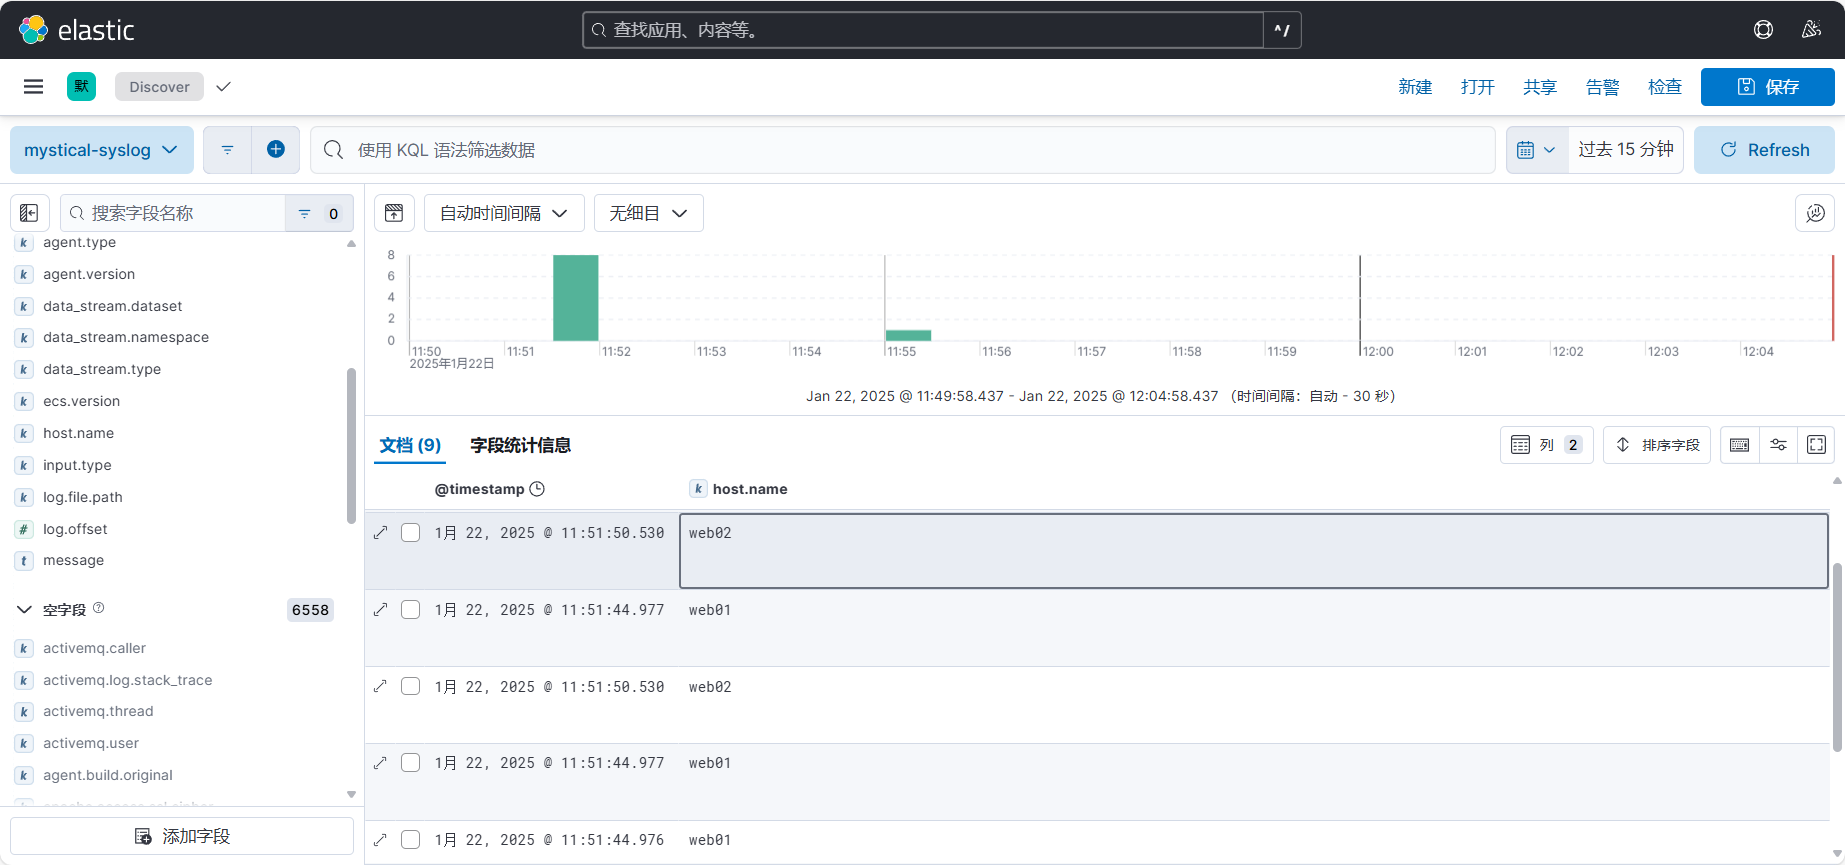 elastic
查找应用、内容等。
^/
默
Discover
新建
打开
共享
告警
检查
保存
mystical-syslog
使用 KQL 语法筛选数据
过去 15 分钟
Refresh
搜索字段名称
0
自动时间间隔
无细目
k agent.type
k agent.version
k data_stream.dataset
k data_stream.namespace
k data_stream.type
k ecs.version
k host.name
k input.type
k log.file.path
# log.offset
t message
空字段
6558
k activemq.caller
k activemq.log.stack_trace
k activemq.thread
k activemq.user
k agent.build.original
添加字段
8
6
4
2
0
11:50
2025年1月22日
11:51
11:52
11:53
11:54
11:55
11:56
11:57
11:58
11:59
12:00
12:01
12:02
12:03
12:04
Jan 22, 2025 @ 11:49:58.437 - Jan 22, 2025 @ 12:04:58.437 （时间间隔：自动 - 30 秒）
文档 (9)
字段统计信息
列 2
排序字段
@timestamp
k host.name
1月 22, 2025 @ 11:51:50.530 web02
1月 22, 2025 @ 11:51:44.977 web01
1月 22, 2025 @ 11:51:50.530 web02
1月 22, 2025 @ 11:51:44.977 web01
1月 22, 2025 @ 11:51:44.976 web01